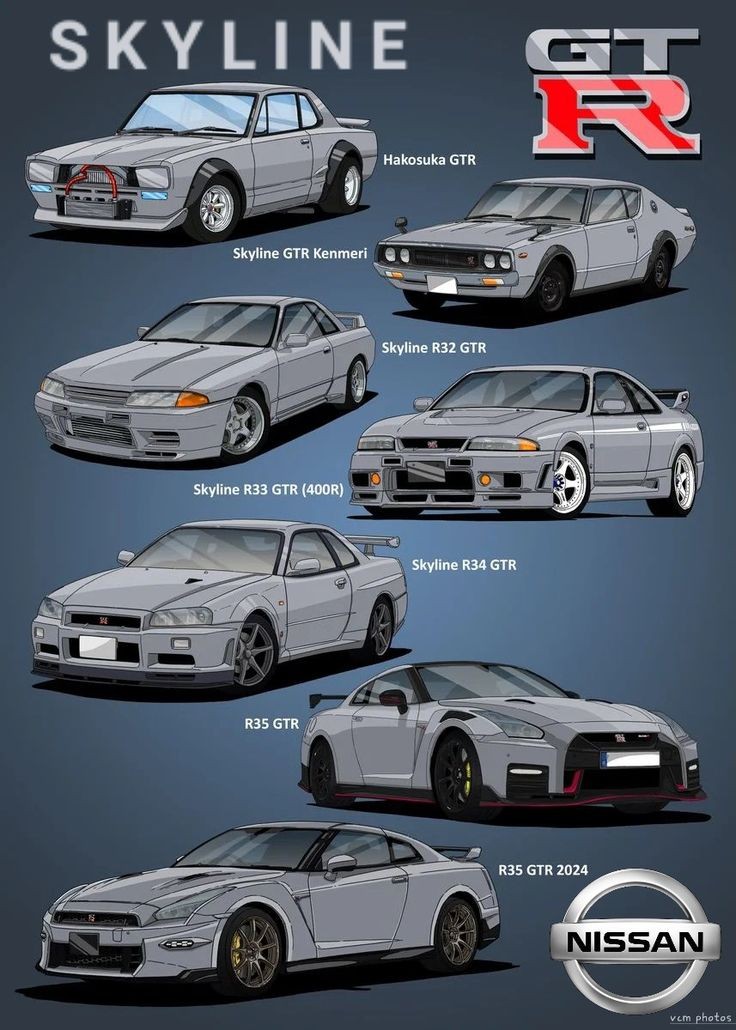 SKYLINE
GT
R
Hakosuka GTR
Skyline GTR Kenmeri
Skyline R32 GTR
Skyline R33 GTR (400R)
Skyline R34 GTR
R35 GTR
R35 GTR 2024
NISSAN
vcm photos